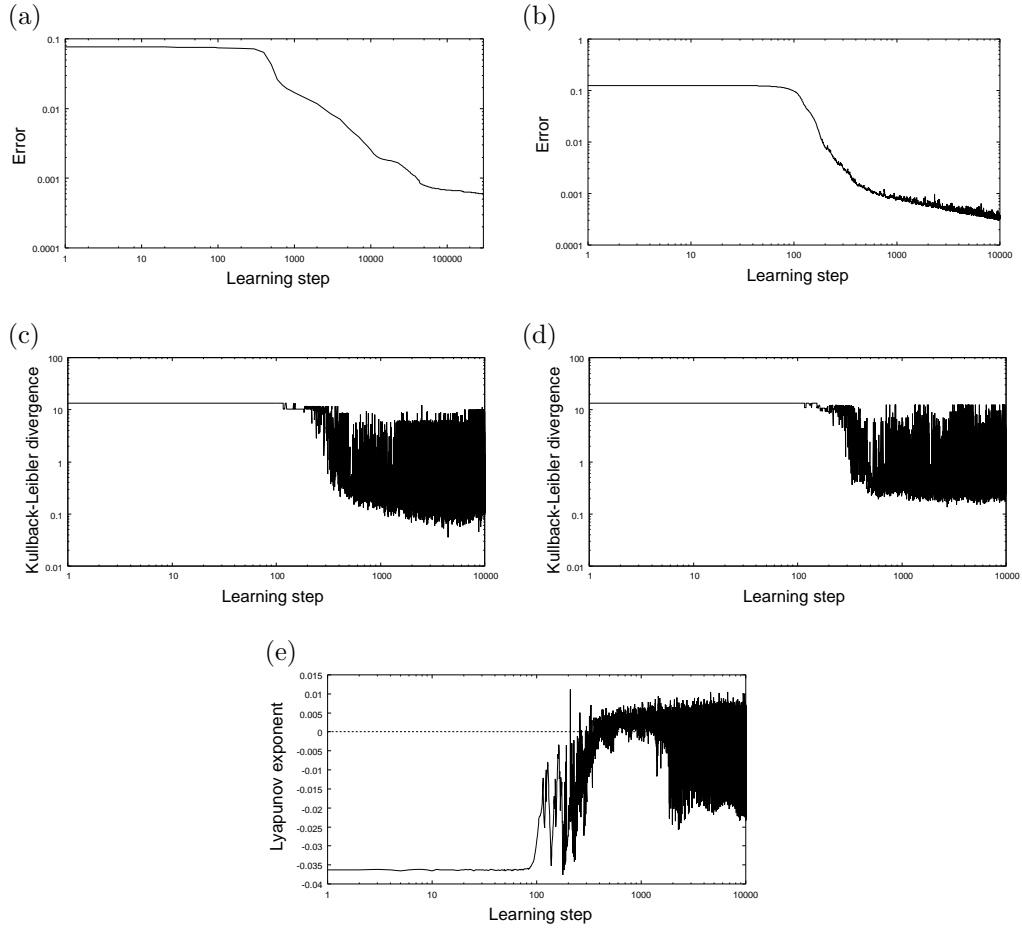 (a)
0.1
0.01
0.001
0.0001
Error
1 10 100 1000 10000 100000
Learning step
(b)
1
0.1
0.01
0.001
0.0001
Error
1 10 100 1000 10000
Learning step
(c)
100
10
1
0.1
0.01
Kullback-Leibler divergence
1 10 100 1000 10000
Learning step
(d)
100
10
1
0.1
0.01
Kullback-Leibler divergence
1 10 100 1000 10000
Learning step
(e)
0.015
0.01
0.005
0
-0.005
-0.01
-0.015
-0.02
-0.025
-0.03
-0.035
-0.04
Lyapunov exponent
1 10 100 1000 10000
Learning step